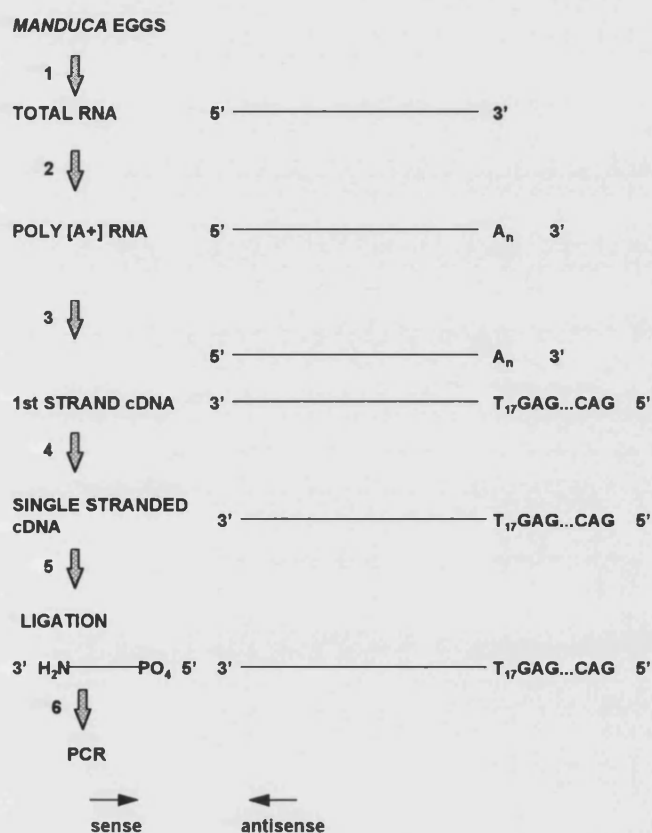 MANDUCA EGGS
1
TOTAL RNA 5' 3'
2
POLY [A+] RNA 5' Aₙ 3'
3
5' Aₙ 3'
1st STRAND cDNA 3' T₁₇GAG...CAG 5'
4
SINGLE STRANDED
cDNA 3' T₁₇GAG...CAG 5'
5
LIGATION
3' H₂N PO₄ 5' 3' T₁₇GAG...CAG 5'
6
PCR
sense antisense